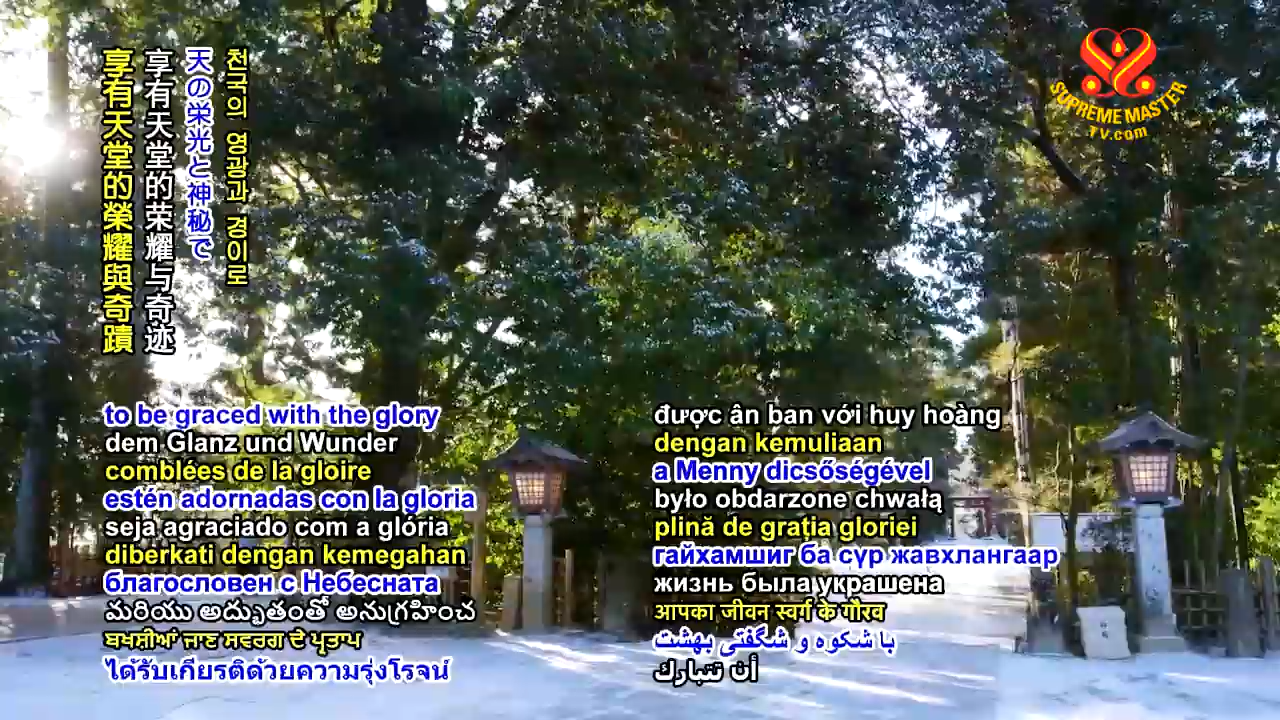 천국의 영광과 경이로
天の栄光と神秘で
享有天堂的荣耀与奇迹
享有天堂的榮耀與奇蹟
SUPREME MASTER
TV.com
to be graced with the glory
dem Glanz und Wunder
comblées de la gloire
estén adornadas con la gloria
seja agraciado com a glória
diberkati dengan kemegahan
благословен с Небесната
మరియు అద్భుతంతో అనుగ్రహించ
ਬਖਸ਼ੀਆਂ ਜਾਣ ਸਵਰਗ ਦੇ ਪ੍ਰਤਾਪ
ได้รับเกียรติด้วยความรุ่งโรจน์
được ân ban với huy hoàng
dengan kemuliaan
a Menny dicsőségével
było obdarzone chwałą
plină de grația gloriei
гайхамшиг ба сүр жавхлангаар
жизнь была украшена
आपका जीवन स्वर्ग के गौरव
با شکوه و شگفتی بهشت
أن تتبارك